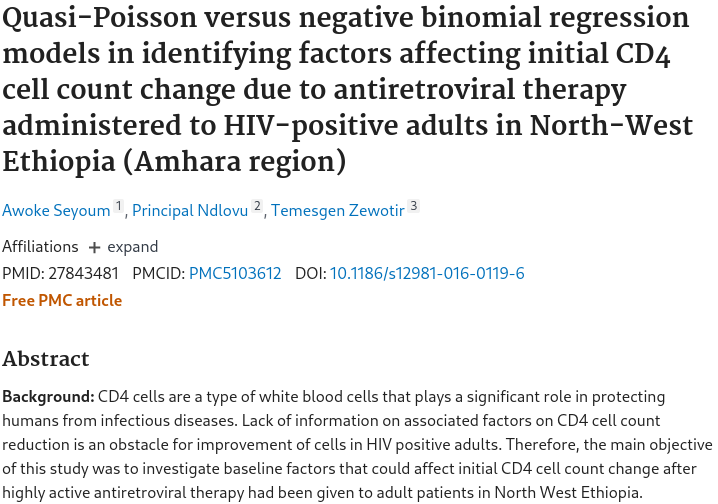 Quasi-Poisson versus negative binomial regression
models in identifying factors affecting initial CD4
cell count change due to antiretroviral therapy
administered to HIV-positive adults in North-West
Ethiopia (Amhara region)
Awoke Seyoum 1, Principal Ndlovu 2, Temesgen Zewotir 3
Affiliations + expand
PMID: 27843481 PMCID: PMC5103612 DOI: 10.1186/s12981-016-0119-6
Free PMC article
Abstract
Background: CD4 cells are a type of white blood cells that plays a significant role in protecting
humans from infectious diseases. Lack of information on associated factors on CD4 cell count
reduction is an obstacle for improvement of cells in HIV positive adults. Therefore, the main objective
of this study was to investigate baseline factors that could affect initial CD4 cell count change after
highly active antiretroviral therapy had been given to adult patients in North West Ethiopia.